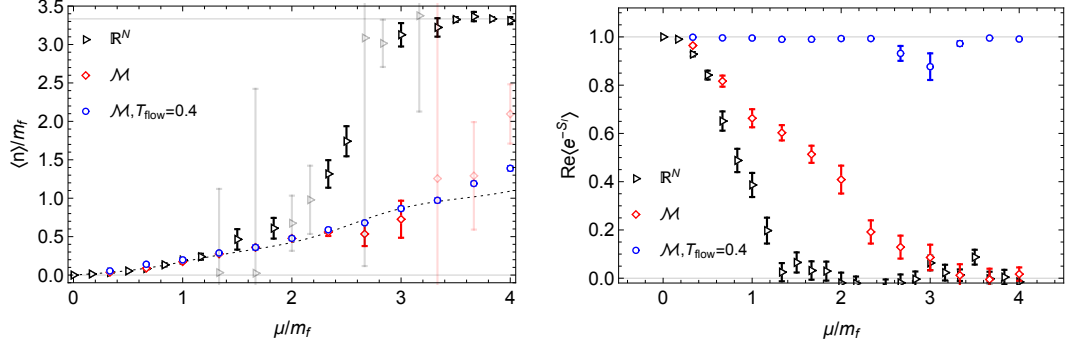 ⟨n⟩/m_f
3.5
3.0
2.5
2.0
1.5
1.0
0.5
0.0
ℝ^N
ℳ
ℳ, T_flow=0.4
0 1 2 3 4
μ/m_f
Re⟨e^{-S_I}⟩
1.0
0.8
0.6
0.4
0.2
0.0
ℝ^N
ℳ
ℳ, T_flow=0.4
0 1 2 3 4
μ/m_f